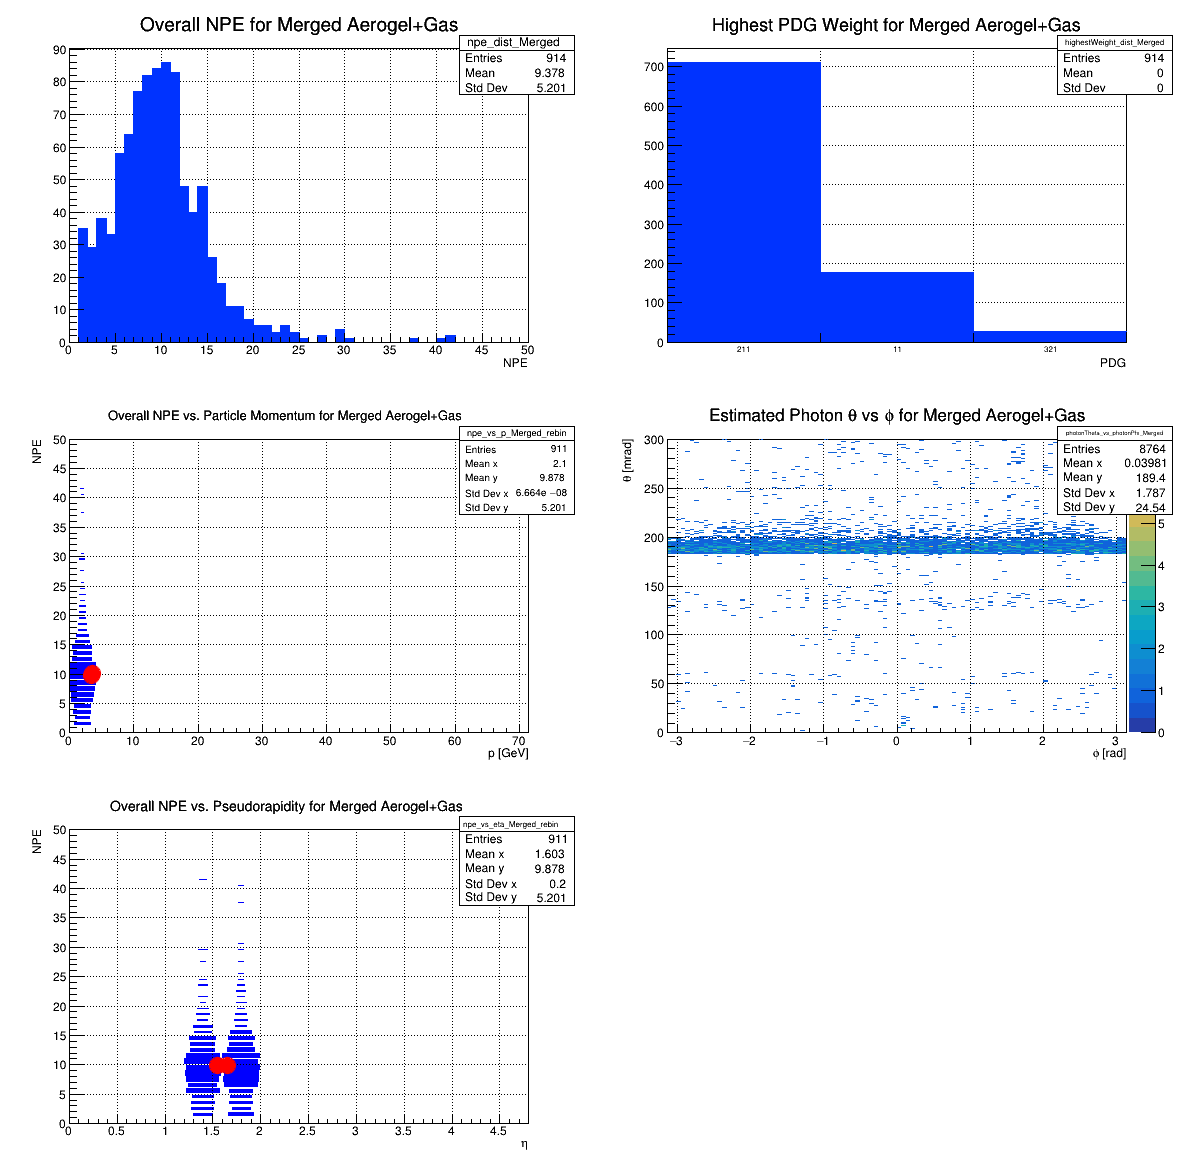 Overall NPE for Merged Aerogel+Gas
npe_dist_Merged
Entries 914
Mean 9.378
Std Dev 5.201
90
80
70
60
50
40
30
20
10
0
0 5 10 15 20 25 30 35 40 45 50
NPE
Highest PDG Weight for Merged Aerogel+Gas
highestWeight_dist_Merged
Entries 914
Mean 0
Std Dev 0
700
600
500
400
300
200
100
0
211 11 321
PDG
Overall NPE vs. Particle Momentum for Merged Aerogel+Gas
npe_vs_p_Merged_rebin
Entries 911
Mean x 2.1
Mean y 9.878
Std Dev x 6.664e −08
Std Dev y 5.201
NPE
50
45
40
35
30
25
20
15
10
5
0
0 10 20 30 40 50 60 70
p [GeV]
Estimated Photon θ vs ϕ for Merged Aerogel+Gas
photonTheta_vs_photonPhi_Merged
Entries 8764
Mean x 0.03981
Mean y 189.4
Std Dev x 1.787
Std Dev y 24.54
θ [mrad]
300
250
200
150
100
50
0
−3 −2 −1 0 1 2 3
ϕ [rad]
5
4
3
2
1
0
Overall NPE vs. Pseudorapidity for Merged Aerogel+Gas
npe_vs_eta_Merged_rebin
Entries 911
Mean x 1.603
Mean y 9.878
Std Dev x 0.2
Std Dev y 5.201
NPE
50
45
40
35
30
25
20
15
10
5
0
0 0.5 1 1.5 2 2.5 3 3.5 4 4.5
η